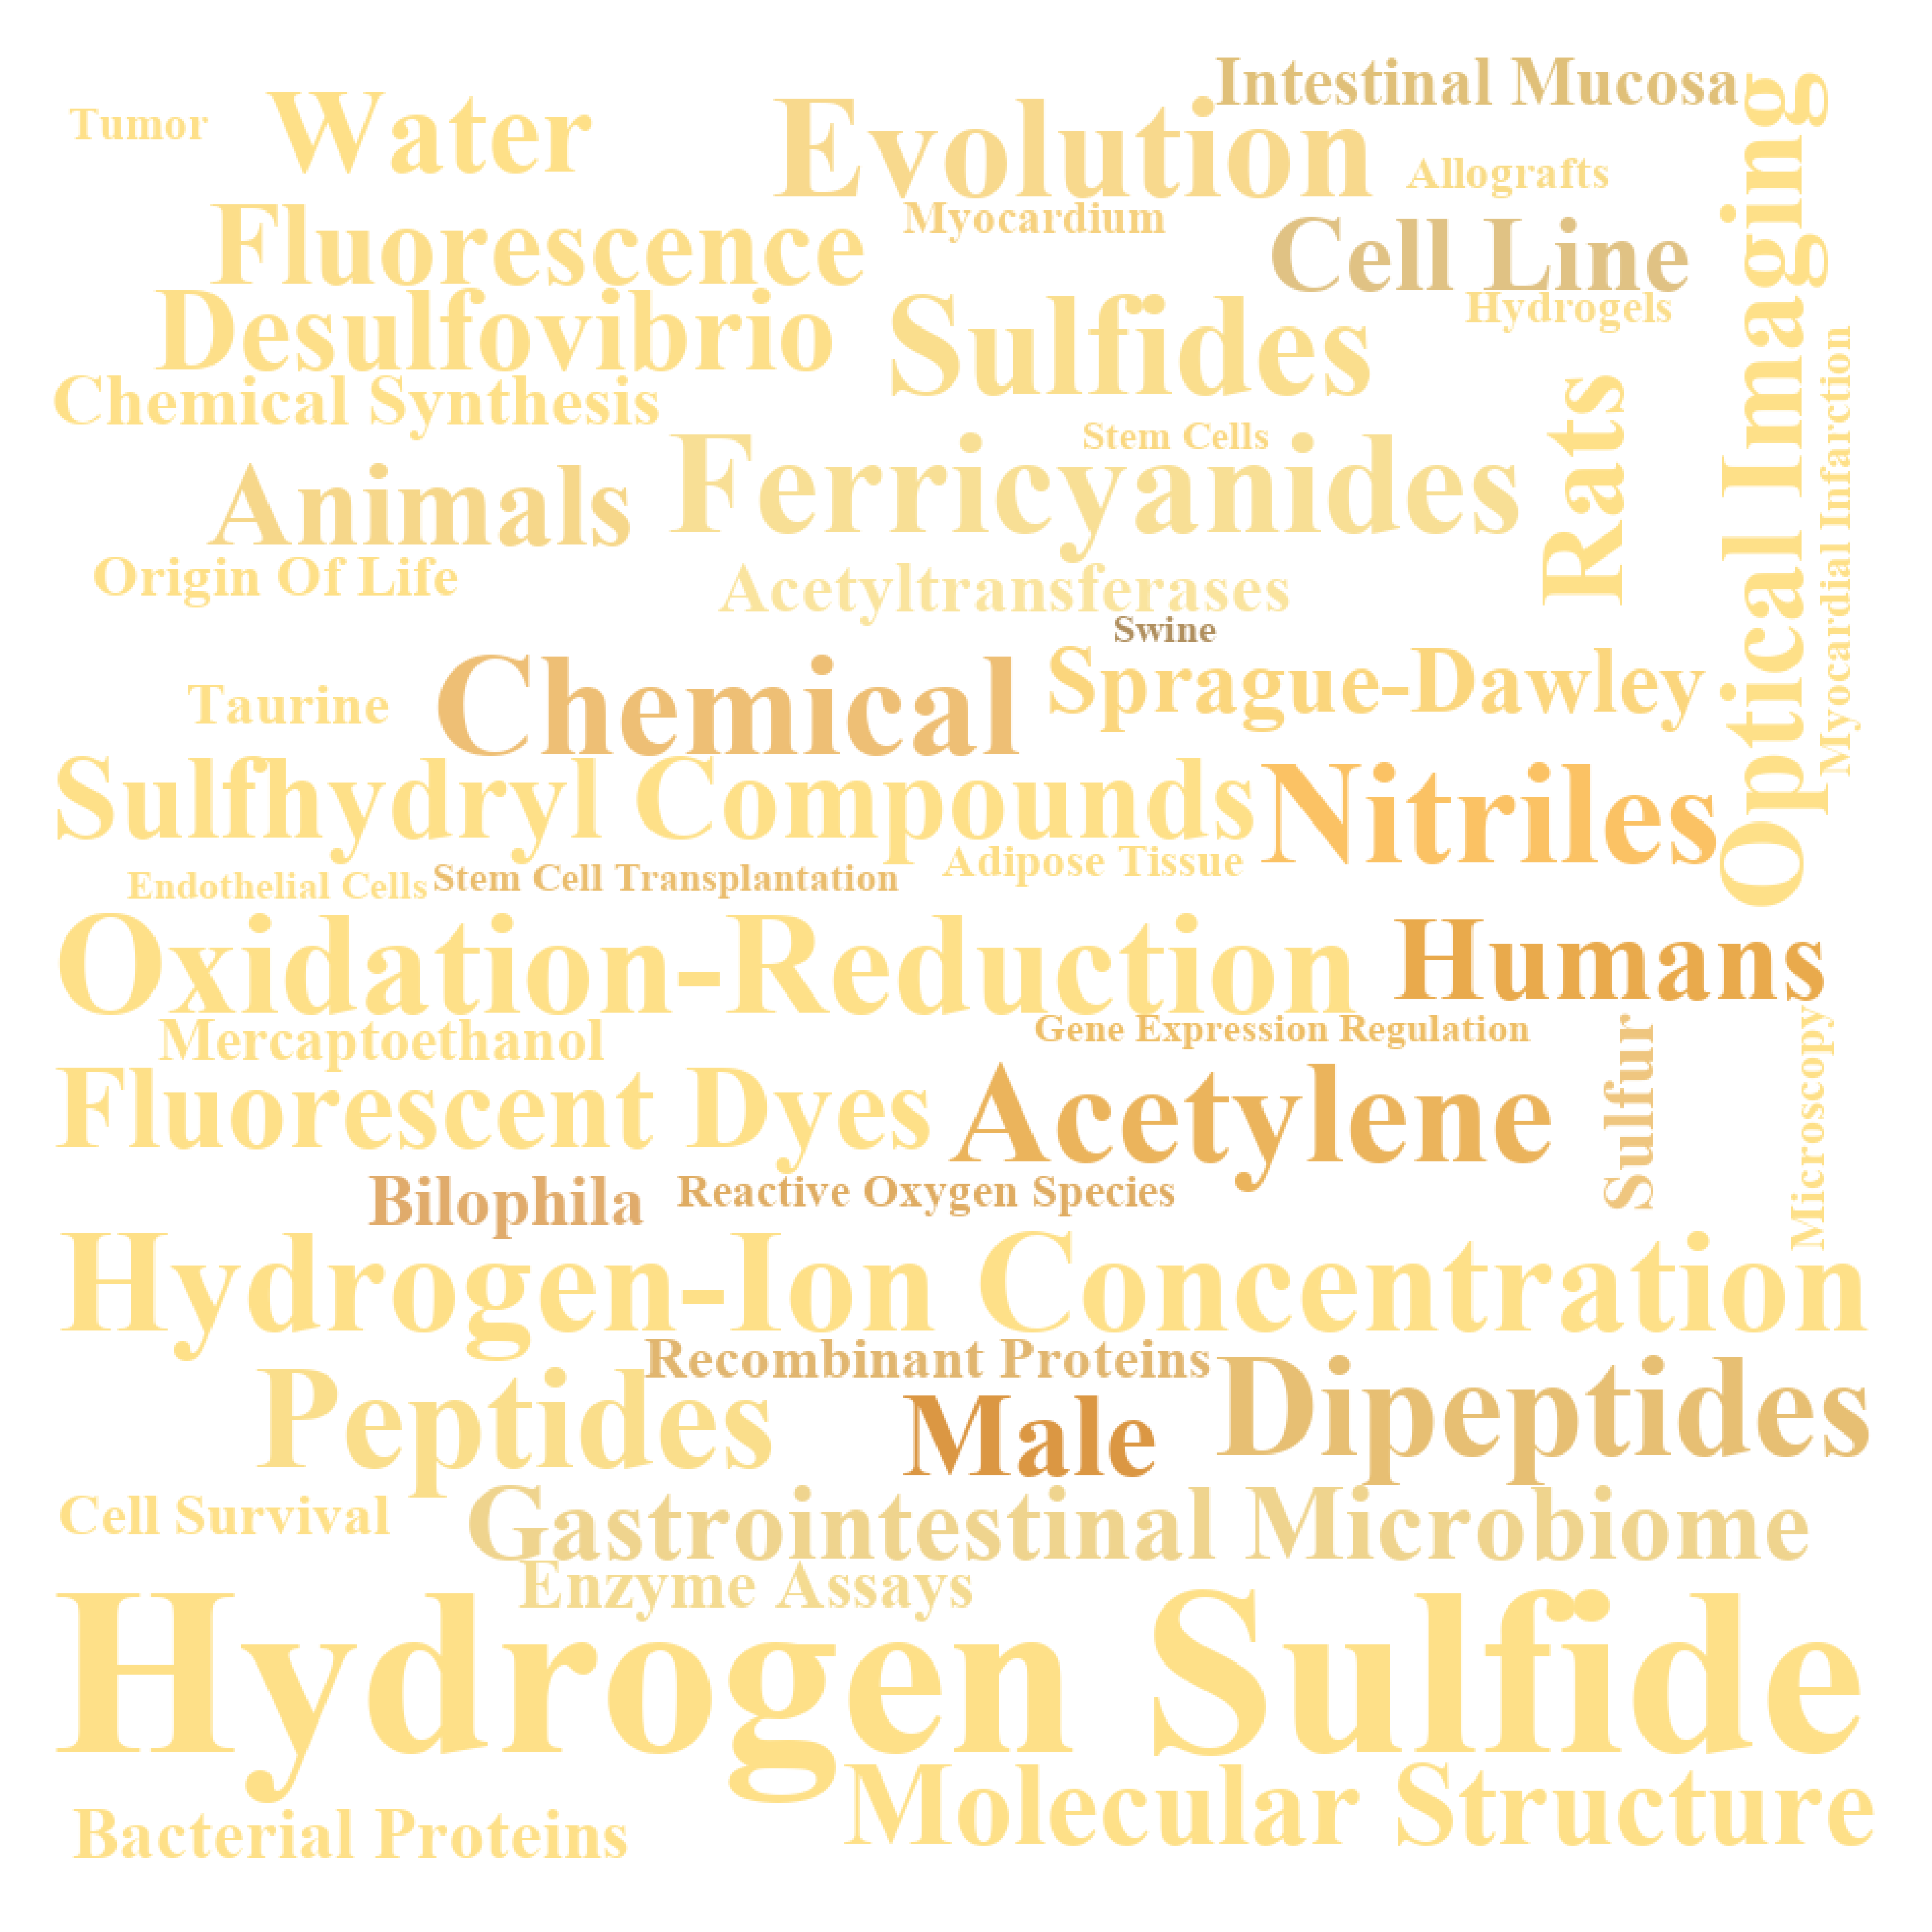 Intestinal Mucosa
Tumor
Water
Evolution
Allografts
Myocardium
Fluorescence
Cell Line
Optical Imaging
Desulfovibrio
Sulfides
Hydrogels
Chemical Synthesis
Rats
Myocardial Infarction
Stem Cells
Animals
Ferricyanides
Origin Of Life
Acetyltransferases
Swine
Taurine
Chemical
Sprague-Dawley
Sulfhydryl Compounds
Nitriles
Adipose Tissue
Endothelial Cells
Stem Cell Transplantation
Oxidation-Reduction
Humans
Mercaptoethanol
Gene Expression Regulation
Sulfur
Microscopy
Fluorescent Dyes
Acetylene
Bilophila
Reactive Oxygen Species
Hydrogen-Ion Concentration
Recombinant Proteins
Peptides
Male
Dipeptides
Cell Survival
Gastrointestinal Microbiome
Enzyme Assays
Hydrogen Sulfide
Molecular Structure
Bacterial Proteins